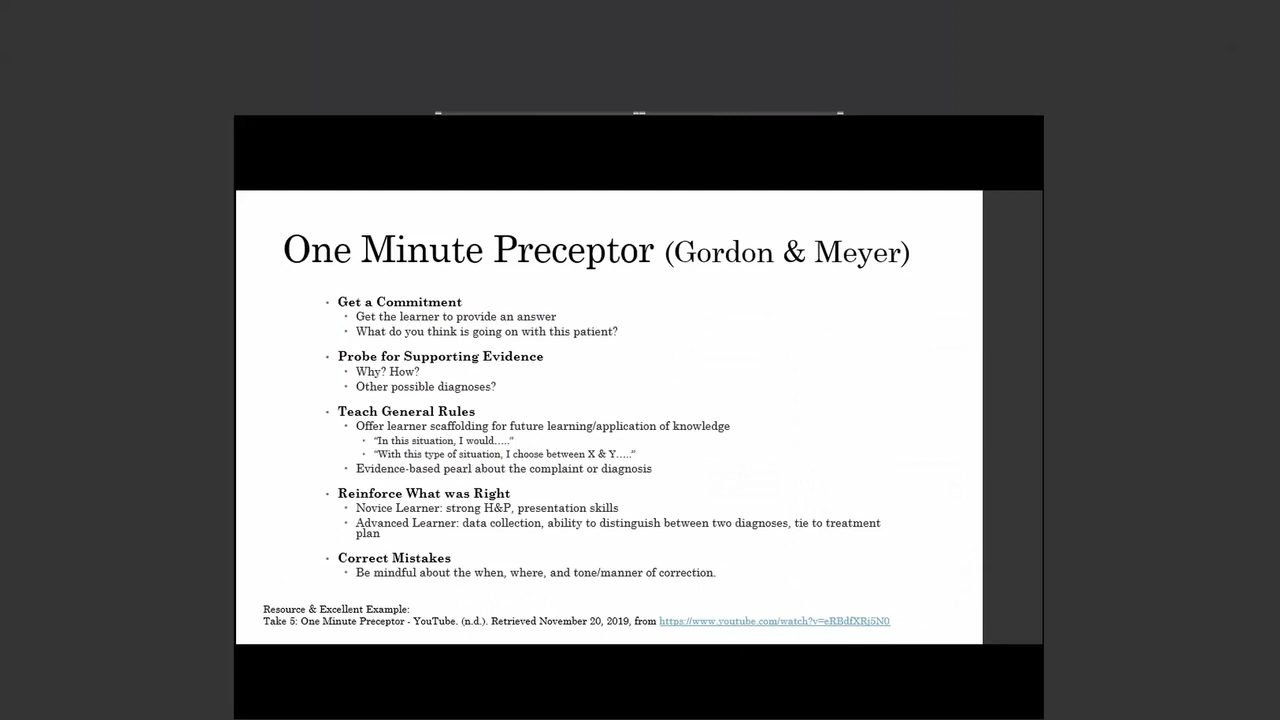 One Minute Preceptor (Gordon & Meyer)
• Get a Commitment
• Get the learner to provide an answer
• What do you think is going on with this patient?
• Probe for Supporting Evidence
• Why? How?
• Other possible diagnoses?
• Teach General Rules
• Offer learner scaffolding for future learning/application of knowledge
• “In this situation, I would.....”
• “With this type of situation, I choose between X & Y.....”
• Evidence-based pearl about the complaint or diagnosis
• Reinforce What was Right
• Novice Learner: strong H&P, presentation skills
• Advanced Learner: data collection, ability to distinguish between two diagnoses, tie to treatment
plan
• Correct Mistakes
• Be mindful about the when, where, and tone/manner of correction.
Resource & Excellent Example:
Take 5: One Minute Preceptor - YouTube. (n.d.). Retrieved November 20, 2019, from https://www.youtube.com/watch?v=eRBdfXRj5N0